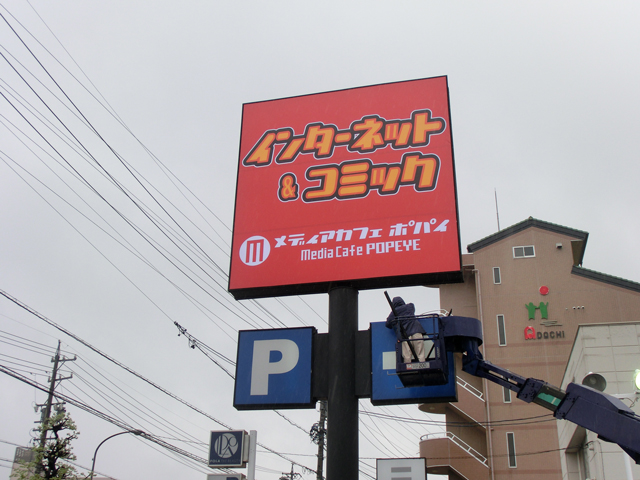 インターネット
&コミック
m メディアカフェ ポパイ
Media Cafe POPEYE
P